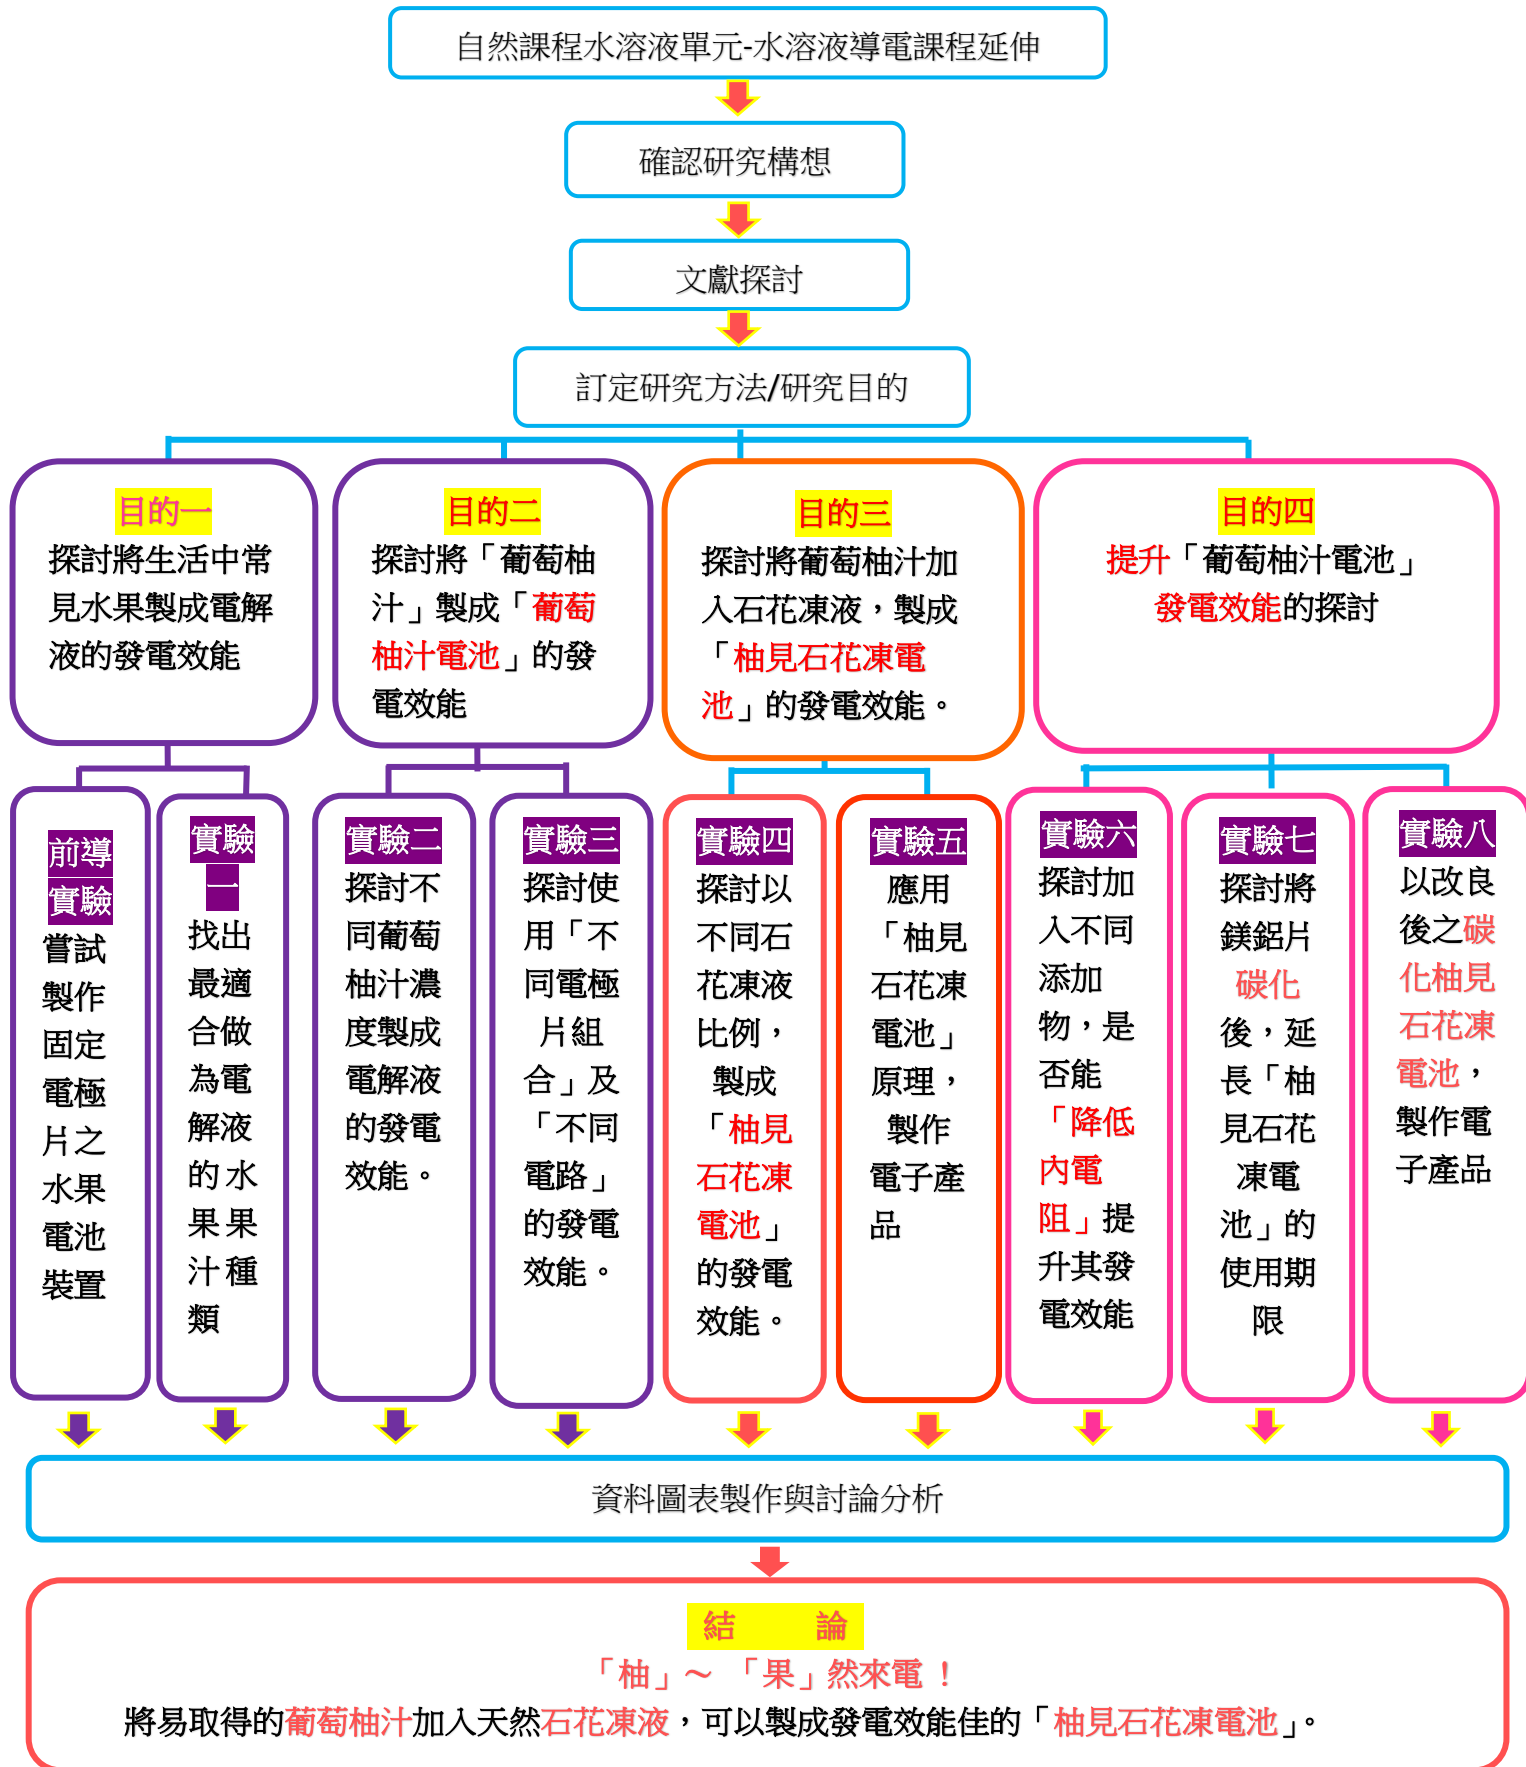 自然課程水溶液單元-水溶液導電課程延伸
確認研究構想
文獻探討
訂定研究方法/研究目的
目的一
探討將生活中常
見水果製成電解
液的發電效能
目的二
探討將「葡萄柚
汁」製成「葡萄
柚汁電池」的發
電效能
目的三
探討將葡萄柚汁加
入石花凍液，製成
「柚見石花凍電
池」的發電效能。
目的四
提升「葡萄柚汁電池」
發電效能的探討
前導
實驗
嘗試
製作
固定
電極
片之
水果
電池
裝置
實驗
一
找出
最適
合做
為電
解液
的水
果果
汁種
類
實驗二
探討不
同葡萄
柚汁濃
度製成
電解液
的發電
效能。
實驗三
探討使
用「不
同電極
片組
合」及
「不同
電路」
的發電
效能。
實驗四
探討以
不同石
花凍液
比例，
製成
「柚見
石花凍
電池」
的發電
效能。
實驗五
應用
「柚見
石花凍
電池」
原理，
製作
電子產
品
實驗六
探討加
入不同
添加
物，是
否能
「降低
內電
阻」提
升其發
電效能
實驗七
探討將
鎂鋁片
碳化
後，延
長「柚
見石花
凍電
池」的
使用期
限
實驗八
以改良
後之碳
化柚見
石花凍
電池，
製作電
子產品
資料圖表製作與討論分析
結　　論
「柚」～ 「果」然來電！
將易取得的葡萄柚汁加入天然石花凍液，可以製成發電效能佳的「柚見石花凍電池」。